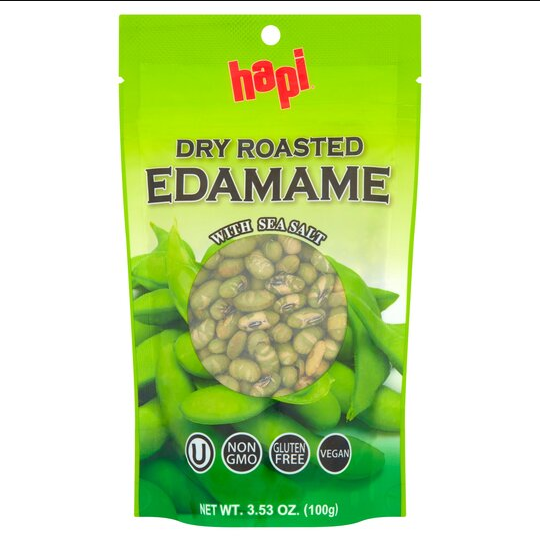 hapi
DRY ROASTED
EDAMAME
WITH SEA SALT
U
NON
GMO
GLUTEN
FREE
VEGAN
NET WT. 3.53 OZ. (100g)